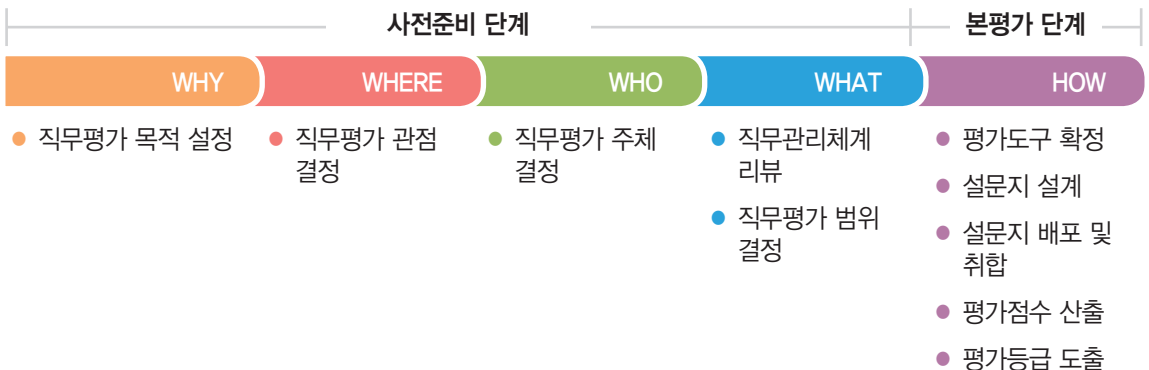 사전준비 단계
본평가 단계
WHY
WHERE
WHO
WHAT
HOW
• 직무평가 목적 설정
• 직무평가 관점
결정
• 직무평가 주체
결정
• 직무관리체계
리뷰
• 직무평가 범위
결정
• 평가도구 확정
• 설문지 설계
• 설문지 배포 및
취합
• 평가점수 산출
• 평가등급 도출